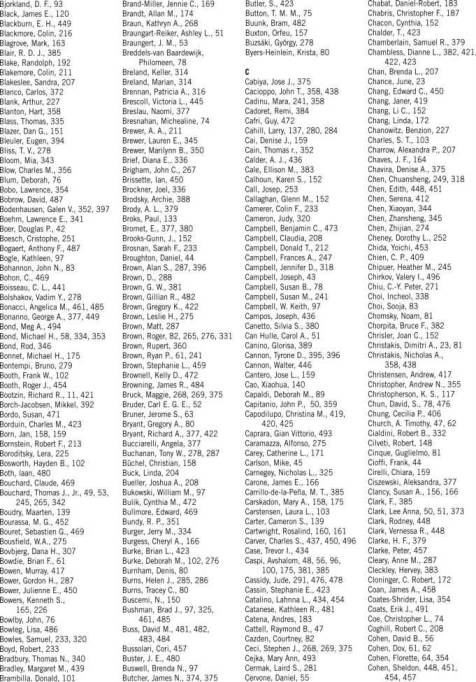 Bjorkland, D. F., 93
Black, James E., 120
Blackburn, E. H., 449
Blackmore, Colin, 216
Blagrove, Mark, 163
Blair, R. D. J., 385
Blake, Randolph, 192
Blakemore, Colin, 211
Blakeslee, Sandra, 207
Blanco, Carlos, 372
Blank, Arthur, 227
Blanton, Hart, 358
Blass, Thomas, 335
Blazer, Dan G., 151
Bleuler, Eugen, 394
Bliss, T. V., 278
Bloom, Mia, 343
Blow, Charles M., 356
Blum, Deborah, 76
Bobo, Lawrence, 354
Bobrow, David, 487
Bodenhausen, Galen V., 352, 397
Boehm, Lawrence E., 341
Boer, Douglas P., 42
Boesch, Cristophe, 251
Bogaert, Anthony F., 487
Bogle, Kathleen, 97
Bohannon, John N., 83
Bohon, C., 469
Boisseau, C. L., 441
Bolshakov, Vadim Y., 278
Bonacci, Angelica M., 461, 485
Bonanno, George A., 377, 449
Bond, Meg A., 494
Bond, Michael H., 58, 334, 353
Bond, Rod, 346
Bonnet, Michael H., 175
Bontempi, Bruno, 279
Booth, Frank W., 102
Booth, Roger J., 454
Bootzin, Richard R., 11, 421
Borch-Jacobsen, Mikkel, 392
Bordo, Susan, 471
Borduin, Charles M., 423
Born, Jan, 158, 159
Bornstein, Robert F., 213
Boroditsky, Lera, 225
Bosworth, Hayden B., 102
Both, Iaan, 480
Bouchard, Claude, 469
Bouchard, Thomas J., Jr., 49, 53,
245, 265, 342
Boudry, Maarten, 139
Bourassa, M. G., 452
Bouret, Sebastien G., 469
Bousfield, W.A., 275
Bovbjerg, Dana H., 307
Bowdie, Brian F., 61
Bowen, Murray, 417
Bower, Gordon H., 287
Bower, Julienne E., 450
Bowers, Kenneth S.,
165, 226
Bowlby, John, 76
Bowleg, Lisa, 486
Bowles, Samuel, 233, 320
Boyd, Robert, 233
Bradbury, Thomas N., 340
Bradley, Margaret M., 439
Brambilla, Donald, 101
Brand-Miller, Jennie C., 169
Brandt, Allan M., 174
Braun, Kathryn A., 268
Braungart-Reiker, Ashley L., 51
Braungert, J. M., 53
Breddels-van Baardewijk,
Philomeen, 78
Breland, Keller, 314
Breland, Marian, 314
Brennan, Patricia A., 316
Brescoll, Victoria L., 445
Breslau, Naomi, 377
Bresnahan, Michealine, 74
Brewer, A. A., 211
Brewer, Lauren E., 345
Brewer, Marilynn B., 350
Brief, Diana E., 336
Brigham, John C., 267
Brissette, Ian, 450
Brockner, Joel, 336
Brodsky, Archie, 388
Brody, A. L., 379
Broks, Paul, 133
Bromet, E., 377, 380
Brooks-Gunn, J., 152
Brosnan, Sarah F., 233
Broughton, Daniel, 44
Brown, Alan S., 287, 396
Brown, D., 288
Brown, G. W., 381
Brown, Gillian R., 482
Brown, Gregory K., 422
Brown, Leslie H., 275
Brown, Matt, 287
Brown, Roger, 82, 265, 276, 331
Brown, Rupert, 360
Brown, Ryan P., 61, 241
Brown, Stephanie L., 459
Brownell, Kelly D., 472
Browning, James R., 484
Bruck, Maggie, 268, 269, 375
Bruder, Carl E. G. E., 52
Bruner, Jerome S., 63
Bryant, Gregory A., 80
Bryant, Richard A., 377, 422
Bucciarelli, Angela, 377
Buchanan, Tony W., 278, 287
Büchel, Christian, 158
Buck, Linda, 204
Bueller, Joshua A., 208
Bukowski, William M., 97
Bulik, Cynthia M., 472
Bullmore, Edward, 469
Bundy, R. P., 351
Burger, Jerry M., 334
Burgess, Cheryl A., 166
Burke, Brian L., 423
Burke, Deborah M., 102, 276
Burnham, Denis, 80
Burns, Helen J., 285, 286
Burns, Tracey C., 80
Buscemi, N., 150
Bushman, Brad J., 97, 325,
461, 485
Buss, David M., 481, 482,
483, 484
Bussolari, Cori, 457
Buster, J. E., 480
Buswell, Brenda N., 97
Butcher, James N., 374, 375
Butler, S., 423
Button, T. M. M., 75
Buunk, Bram, 482
Buxton, Orfeu, 157
Buzsáki, György, 278
Byers-Heinlein, Krista, 80
C
Cabiya, Jose J., 375
Cacioppo, John T., 358, 438
Cadinu, Mara, 241, 358
Cadoret, Remi, 384
Cafri, Guy, 472
Cahill, Larry, 137, 280, 284
Cai, Denise J., 159
Cain, Thomas r., 352
Calder, A. J., 436
Cale, Ellison M., 383
Calhoun, Karen S., 152
Call, Josep, 253
Callaghan, Glenn M., 152
Camerer, Colin F., 233
Cameron, Judy, 320
Campbell, Benjamin C., 473
Campbell, Claudia, 208
Campbell, Donald T., 212
Campbell, Frances A., 247
Campbell, Jennifer D., 318
Campbell, Joseph, 43
Campbell, Susan B., 78
Campbell, Susan M., 241
Campbell, W. Keith, 97
Campos, Joseph, 436
Canetto, Silvia S., 380
Can Hulle, Carol A., 51
Canino, Glorisa, 389
Cannon, Tyrone D., 395, 396
Cannon, Walter, 446
Cantero, Jose L., 159
Cao, Xiaohua, 140
Capaldi, Deborah M., 89
Capitanio, John P., 50, 359
Capodilupo, Christina M., 419,
420, 425
Caprara, Gian Vittorio, 493
Caramazza, Alfonso, 275
Carey, Catherine L., 171
Carlson, Mike, 45
Carnegiey, Nicholas L., 325
Carone, James E., 166
Carrillo-de-la-Peña, M. T., 385
Carskadon, Mary A., 158, 175
Carstensen, Laura L., 103
Carter, Cameron S., 139
Cartwright, Rosalind, 160, 161
Carver, Charles S., 437, 450, 496
Case, Trevor I., 434
Caspi, Avshalom, 48, 56, 96,
100, 175, 381, 385
Cassidy, Jude, 291, 476, 478
Cassin, Stephanie E., 423
Catalino, Lahnna L., 434, 454
Catanese, Kathleen R., 481
Catena, Andres, 183
Cattell, Raymond B., 47
Cazden, Courtney, 82
Ceci, Stephen J., 268, 269, 375
Cejka, Mary Ann, 493
Cermak, Laird S., 281
Cervone, Daniel, 55
Chabat, Daniel-Robert, 183
Chabris, Christopher F., 187
Chacon, Cynthia, 152
Chalder, T., 423
Chamberlain, Samuel R., 379
Chambless, Dianne L., 382, 421,
422, 423
Chan, Brenda L., 207
Chance, June, 23
Chang, Edward C., 450
Chang, Janer, 419
Chang, Li C., 152
Chang, Linda, 172
Chanowitz, Benzion, 227
Charles, S. T., 103
Charrow, Alexandra P., 207
Chaves, J. F., 164
Chavira, Denise A., 375
Chen, Chuansheng, 249, 318
Chen, Edith, 448, 451
Chen, Serena, 412
Chen, Xiaoyan, 344
Chen, Zhansheng, 345
Chen, Zhijian, 274
Cheney, Dorothy L., 252
Chida, Yoichi, 453
Chien, C. P., 409
Chipuer, Heather M., 245
Chirkov, Valery I., 496
Chiu, C.-Y. Peter, 271
Choi, Incheol, 338
Choi, Sooja, 83
Chomsky, Noam, 81
Chorpita, Bruce F., 382
Chrisler, Joan C., 152
Christakis, Dimitri A., 23, 81
Christakis, Nicholas A.,
358, 438
Christensen, Andrew, 417
Christopher, Andrew N., 355
Christopherson, K. S., 117
Chun, David S., 78, 476
Chung, Cecilia P., 406
Church, A. Timothy, 47, 62
Cialdini, Robert B., 332
Cilveti, Robert, 148
Cinque, Guglielmo, 81
Cioffi, Frank, 44
Cirelli, Chiara, 159
Ciszewski, Aleksandra, 377
Clancy, Susan A., 156, 166
Clark, F., 385
Clark, Lee Anna, 50, 51, 373
Clark, Rodney, 448
Clark, Vernessa R., 448
Clarke, H. F., 379
Clarke, Peter, 457
Cleary, Anne M., 287
Cleckley, Hervey, 383
Cloninger, C. Robert, 172
Coan, James A., 458
Coats-Shrider, Lisa, 354
Coats, Erik J., 491
Coe, Christopher L., 74
Coghill, Robert C., 208
Cohen, David B., 56
Cohen, Dov, 61, 62
Cohen, Florette, 64, 354
Cohen, Sheldon, 448, 451,
454, 457